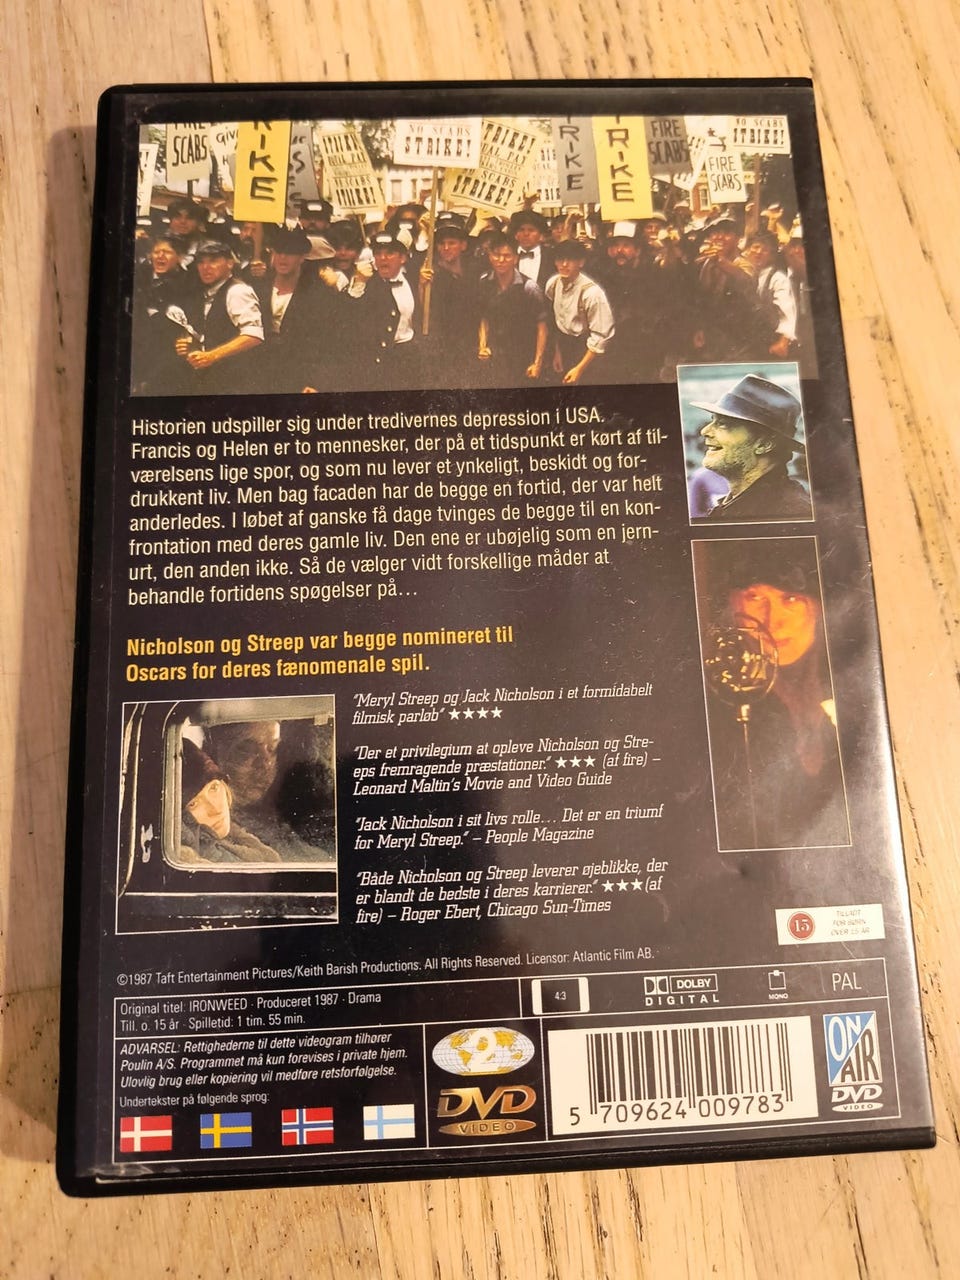 SCABS
RIKE
NO SCABS
STRIKE!
STRIKE!
RIKE
TRIKE
FIRE
SCABS
FIRE
SCABS
NO SCABS
STRIKE!
Historien udspiller sig under tredivernes depression i USA.
Francis og Helen er to mennesker, der på et tidspunkt er kørt af til-
værelsens lige spor, og som nu lever et ynkeligt, beskidt og for-
drukkent liv. Men bag facaden har de begge en fortid, der var helt
anderledes. I løbet af ganske få dage tvinges de begge til en kon-
frontation med deres gamle liv. Den ene er ubøjelig som en jern-
urt, den anden ikke. Så de vælger vidt forskellige måder at
behandle fortidens spøgelser på...
Nicholson og Streep var begge nomineret til
Oscars for deres fænomenale spil.
"Meryl Streep og Jack Nicholson i et formidabelt
filmisk parløb" ★★★★
"Der et privilegium at opleve Nicholson og Stre-
eps fremragende præstationer." ★★★ (af fire) –
Leonard Maltin's Movie and Video Guide
"Jack Nicholson i sit livs rolle... Det er en triumf
for Meryl Streep." – People Magazine
"Både Nicholson og Streep leverer øjeblikke, der
er blandt de bedste i deres karrierer." ★★★(af
fire) – Roger Ebert, Chicago Sun-Times
15
TILLADT
FOR BØRN
OVER 15 ÅR
©1987 Taft Entertainment Pictures/Keith Barish Productions. All Rights Reserved. Licensor: Atlantic Film AB.
Original titel: IRONWEED · Produceret 1987 · Drama
Till. o. 15 år · Spilletid: 1 tim. 55 min.
4:3
DOLBY
DIGITAL
MONO
PAL
ADVARSEL: Rettighederne til dette videogram tilhører
Poulin A/S. Programmet må kun forevises i private hjem.
Ulovlig brug eller kopiering vil medføre retsforfølgelse.
Undertekster på følgende sprog:
2
DVD
VIDEO
5 709624 009783
ON
AIR
DVD
VIDEO